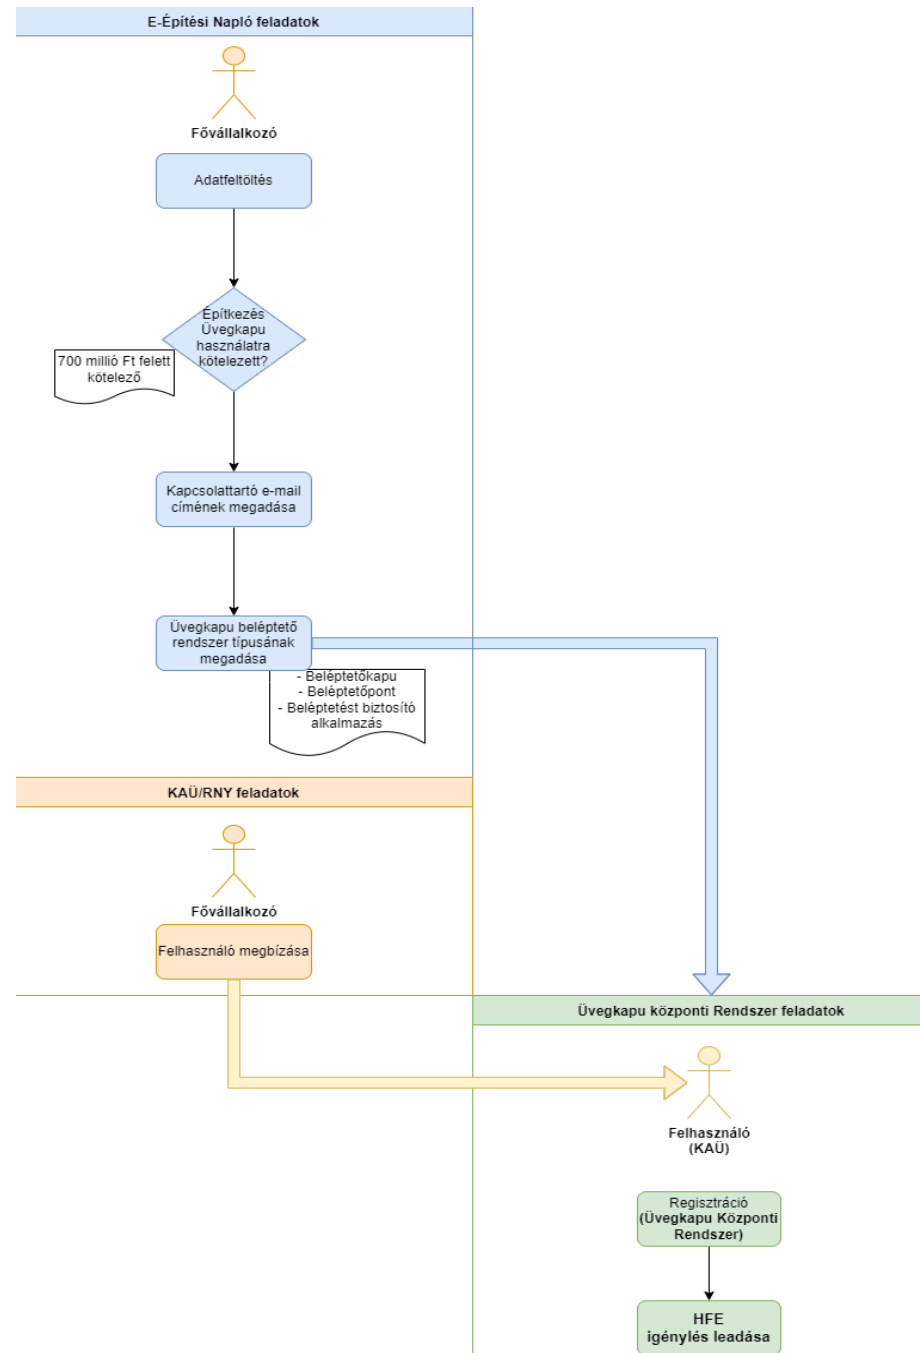 E-Építési Napló feladatok
Fővállalkozó
Adatfeltöltés
Építkezés
Üvegkapu
használatra
kötelezett?
700 millió Ft felett
kötelező
Kapcsolattartó e-mail
címének megadása
Üvegkapu beléptető
rendszer típusának
megadása
- Beléptetőkapu
- Beléptetőpont
- Beléptetést biztosító
alkalmazás
KAÜ/RNY feladatok
Fővállalkozó
Felhasználó megbízása
Üvegkapu központi Rendszer feladatok
Felhasználó
(KAÜ)
Regisztráció
(Üvegkapu Központi
Rendszer)
HFE
igénylés leadása